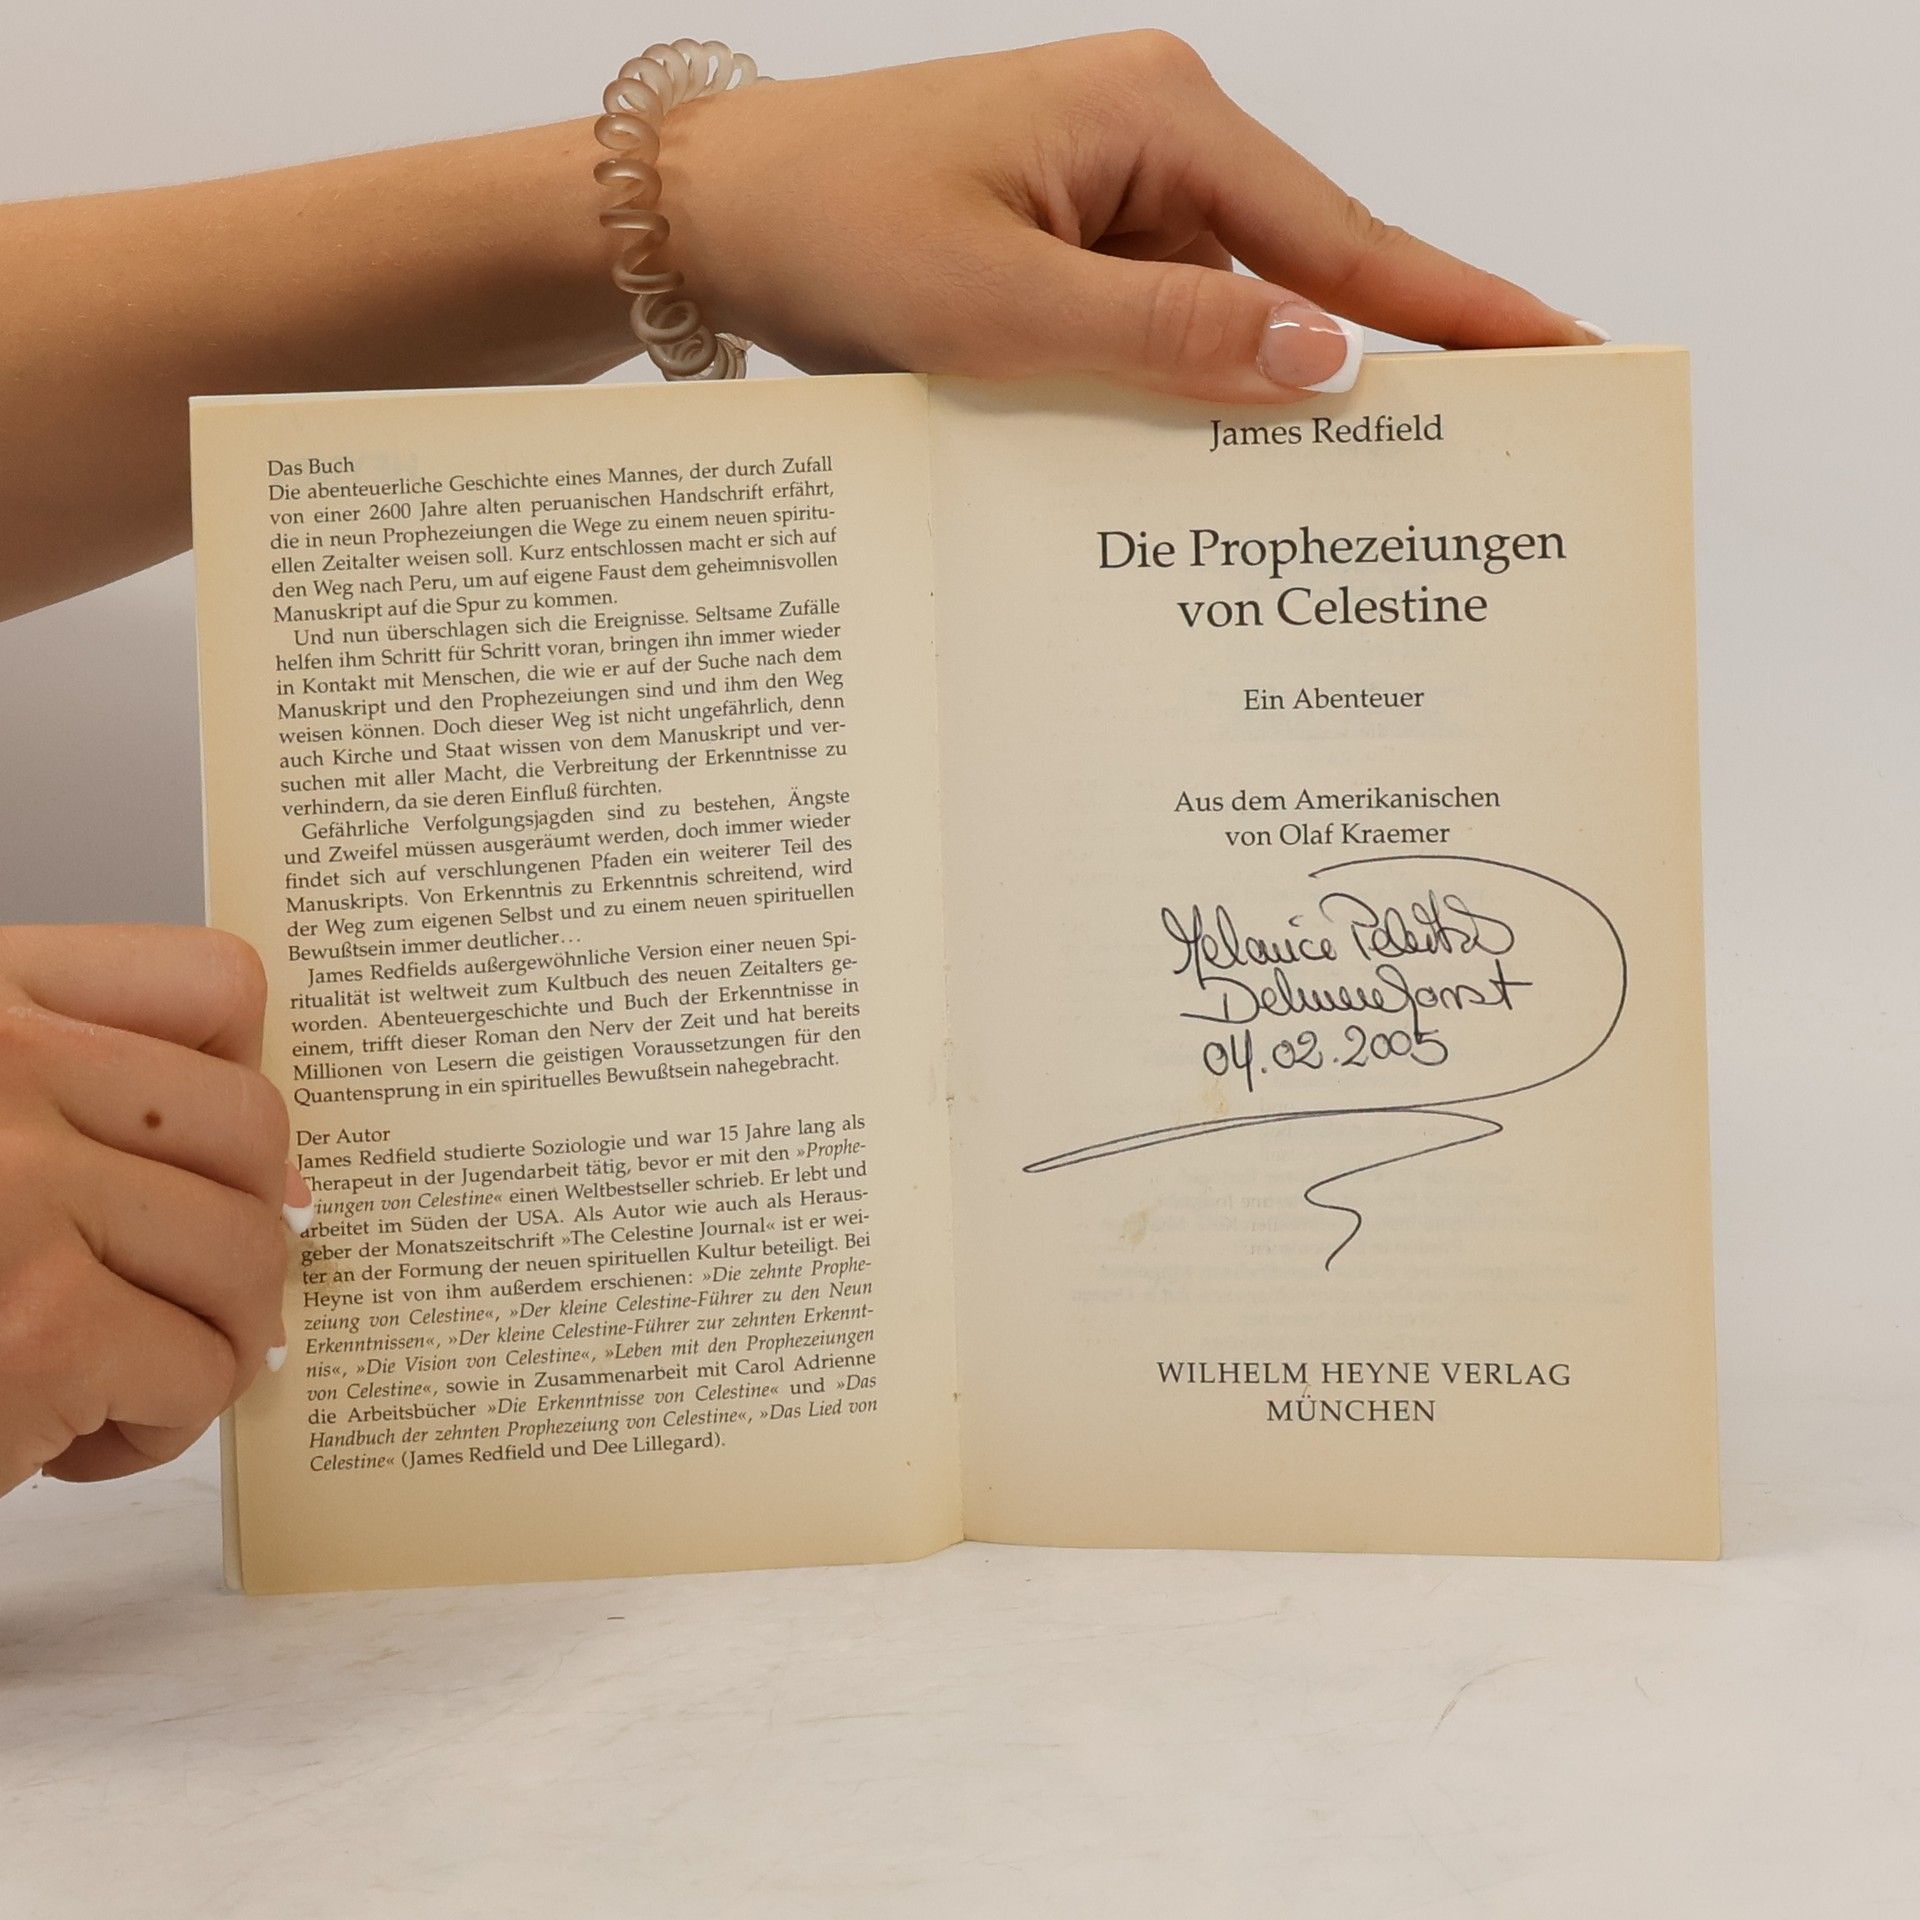 Das Buch
Die abenteuerliche Geschichte eines Mannes, der durch Zufall
von einer 2600 Jahre alten peruanischen Handschrift erfährt,
die in neun Prophezeiungen die Wege zu einem neuen spiritu-
ellen Zeitalter weisen soll. Kurz entschlossen macht er sich auf
den Weg nach Peru, um auf eigene Faust dem geheimnisvollen
Manuskript auf die Spur zu kommen.
Und nun überschlagen sich die Ereignisse. Seltsame Zufälle
helfen ihm Schritt für Schritt voran, bringen ihn immer wieder
in Kontakt mit Menschen, die wie er auf der Suche nach dem
Manuskript und den Prophezeiungen sind und ihm den Weg
weisen können. Doch dieser Weg ist nicht ungefährlich, denn
auch Kirche und Staat wissen von dem Manuskript und ver-
suchen mit aller Macht, die Verbreitung der Erkenntnisse zu
verhindern, da sie deren Einfluß fürchten.
Gefährliche Verfolgungsjagden sind zu bestehen, Ängste
und Zweifel müssen ausgeräumt werden, doch immer wieder
findet sich auf verschlungenen Pfaden ein weiterer Teil des
Manuskripts. Von Erkenntnis zu Erkenntnis schreitend, wird
der Weg zum eigenen Selbst und zu einem neuen spirituellen
Bewußtsein immer deutlicher…
James Redfields außergewöhnliche Version einer neuen Spi-
ritualität ist weltweit zum Kultbuch des neuen Zeitalters ge-
worden. Abenteuergeschichte und Buch der Erkenntnisse in
einem, trifft dieser Roman den Nerv der Zeit und hat bereits
Millionen von Lesern die geistigen Voraussetzungen für den
Quantensprung in ein spirituelles Bewußtsein nahegebracht.
Der Autor
James Redfield studierte Soziologie und war 15 Jahre lang als
Therapeut in der Jugendarbeit tätig, bevor er mit den »Prophe-
zeiungen von Celestine« einen Weltbestseller schrieb. Er lebt und
arbeitet im Süden der USA. Als Autor wie auch als Heraus-
geber der Monatszeitschrift »The Celestine Journal« ist er wei-
ter an der Formung der neuen spirituellen Kultur beteiligt. Bei
Heyne ist von ihm außerdem erschienen: »Die zehnte Prophe-
zeiung von Celestine«, »Der kleine Celestine-Führer zu den Neun
Erkenntnissen«, »Der kleine Celestine-Führer zur zehnten Erkennt-
nis«, »Die Vision von Celestine«, »Leben mit den Prophezeiungen
von Celestine«, sowie in Zusammenarbeit mit Carol Adrienne
die Arbeitsbücher »Die Erkenntnisse von Celestine« und »Das
Handbuch der zehnten Prophezeiung von Celestine«, »Das Lied von
Celestine« (James Redfield und Dee Lillegard).
James Redfield
Die Prophezeiungen
von Celestine
Ein Abenteuer
Aus dem Amerikanischen
von Olaf Kraemer
Melanice
Delmenhorst
04.02.2005
WILHELM HEYNE VERLAG
MÜNCHEN